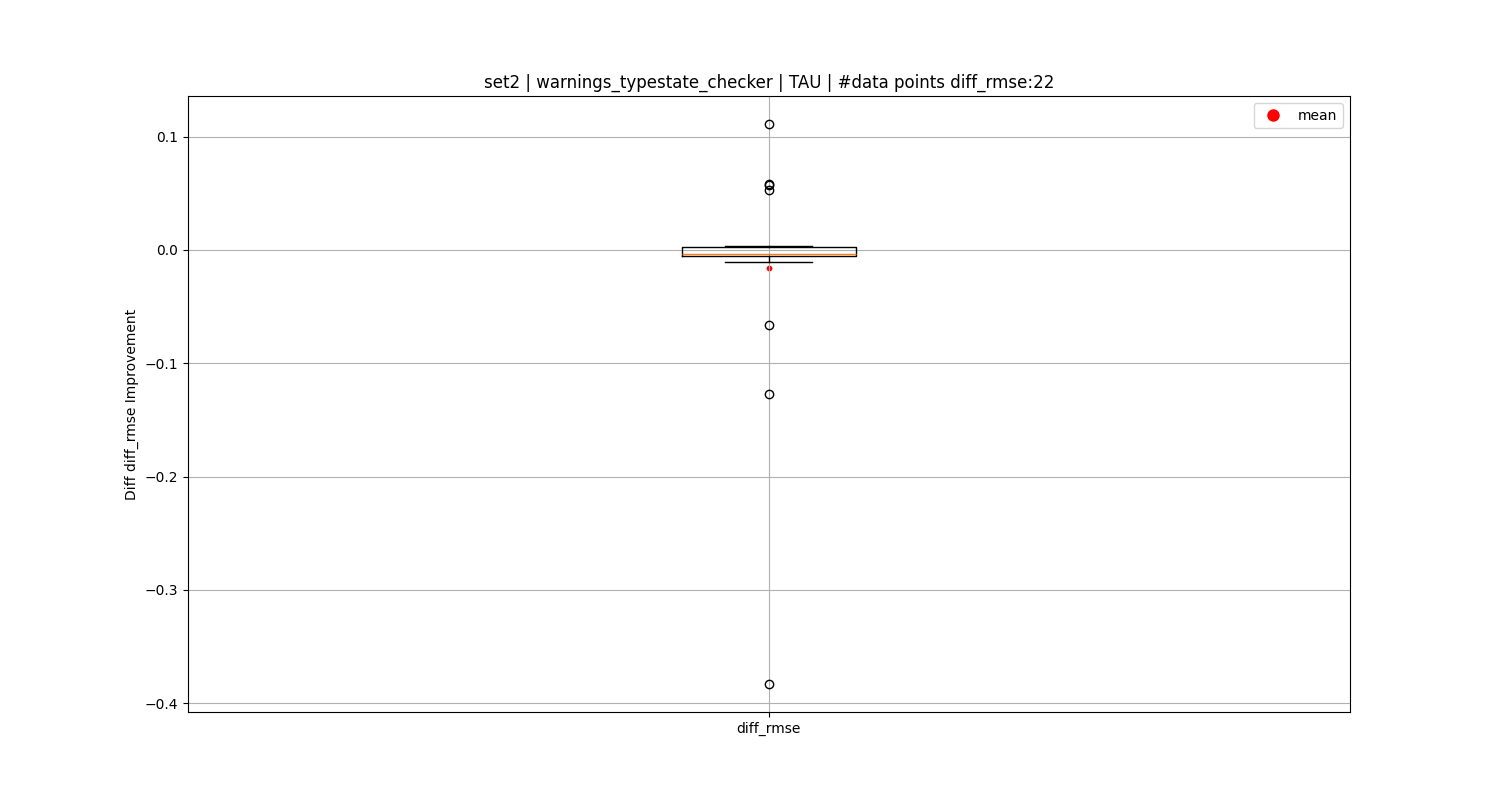 set2 | warnings_typestate_checker | TAU | #data points diff_rmse:22
mean
0.1
0.0
−0.1
−0.2
−0.3
−0.4
Diff diff_rmse Improvement
diff_rmse